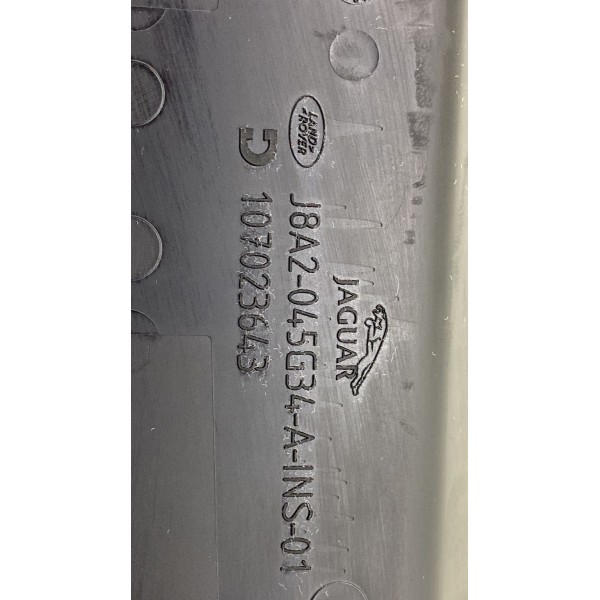 JAGUAR
LAND
ROVER
J8A2-045G34-A-INS-01
107023643